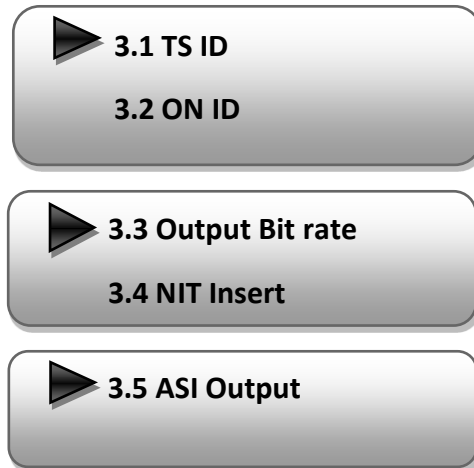 3.1 TS ID
3.2 ON ID
3.3 Output Bit rate
3.4 NIT Insert
3.5 ASI Output